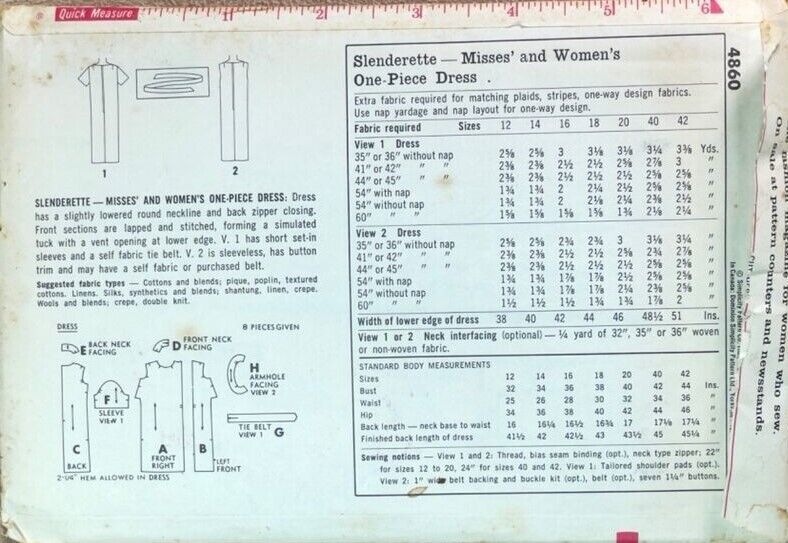 Quick Measure 1 2 3 4 5 6
1 2
SLENDERETTE — MISSES' AND WOMEN'S ONE-PIECE DRESS: Dress
has a slightly lowered round neckline and back zipper closing.
Front sections are lapped and stitched, forming a simulated
tuck with a vent opening at lower edge. V. 1 has short set-in
sleeves and a self fabric tie belt. V. 2 is sleeveless, has button
trim and may have a self fabric or purchased belt.
Suggested fabric types — Cottons and blends; pique, poplin, textured
cottons. Linens. Silks, synthetics and blends; shantung, linen, crepe.
Wools and blends; crepe, double knit.
DRESS 8 PIECES GIVEN
E BACK NECK FACING
D FRONT NECK FACING
H ARMHOLE FACING VIEW 2
F SLEEVE VIEW 1
TIE BELT VIEW 1 G
C BACK
A FRONT RIGHT
B LEFT FRONT
2-1/4" HEM ALLOWED IN DRESS
Slenderette — Misses' and Women's
One-Piece Dress .
Extra fabric required for matching plaids, stripes, one-way design fabrics.
Use nap yardage and nap layout for one-way design.
Fabric required Sizes 12 14 16 18 20 40 42
View 1 Dress
35" or 36" without nap 2⅝ 2⅝ 3 3⅛ 3⅛ 3¼ 3⅜ Yds.
41" or 42" " " 2⅜ 2⅜ 2½ 2½ 2⅝ 2⅞ 3 "
44" or 45" " " 2⅜ 2⅜ 2½ 2½ 2½ 2⅝ 2⅝ "
54" with nap 1¾ 1¾ 2 2¼ 2½ 2⅝ 2⅝ "
54" without nap 1¾ 1¾ 2 2⅛ 2¼ 2⅜ 2½ "
60" " " 1⅝ 1⅝ 1⅝ 1⅝ 1¾ 2⅛ 2¼ "
View 2 Dress
35" or 36" without nap 2⅝ 2⅝ 2¾ 2¾ 3 3⅛ 3¼ "
41" or 42" " " 2⅜ 2½ 2½ 2½ 2⅝ 2¾ 2⅞ "
44" or 45" " " 2⅜ 2⅜ 2½ 2½ 2½ 2⅝ 2⅝ "
54" with nap 1¾ 1¾ 1⅞ 1⅞ 2½ 2⅝ 2⅝ "
54" without nap 1¾ 1¾ 1⅞ 1⅞ 2⅛ 2⅜ 2½ "
60" " " 1½ 1½ 1½ 1¾ 1¾ 1⅞ 2 "
Width of lower edge of dress 38 40 42 44 46 48½ 51 Ins.
View 1 or 2 Neck interfacing (optional) — ¼ yard of 32", 35" or 36" woven
or non-woven fabric.
STANDARD BODY MEASUREMENTS
Sizes 12 14 16 18 20 40 42
Bust 32 34 36 38 40 42 44 Ins.
Waist 25 26 28 30 32 34 36 "
Hip 34 36 38 40 42 44 46 "
Back length — neck base to waist 16 16¼ 16½ 16¾ 17 17⅛ 17¼ "
Finished back length of dress 41½ 42 42½ 43 43½ 45 45¼ "
Sewing notions — View 1 and 2: Thread, bias seam binding (opt.), neck type zipper; 22"
for sizes 12 to 20, 24" for sizes 40 and 42. View 1: Tailored shoulder pads (opt.).
View 2: 1" wide belt backing and buckle kit (opt.), belt (opt.), seven 1¼" buttons.
4860
© Simplicity Pattern Co.
In Canada: Dominion Simplicity Pattern Ltd.,
fashion magazine for women who sew.
On sale at pattern counters and newsstands.